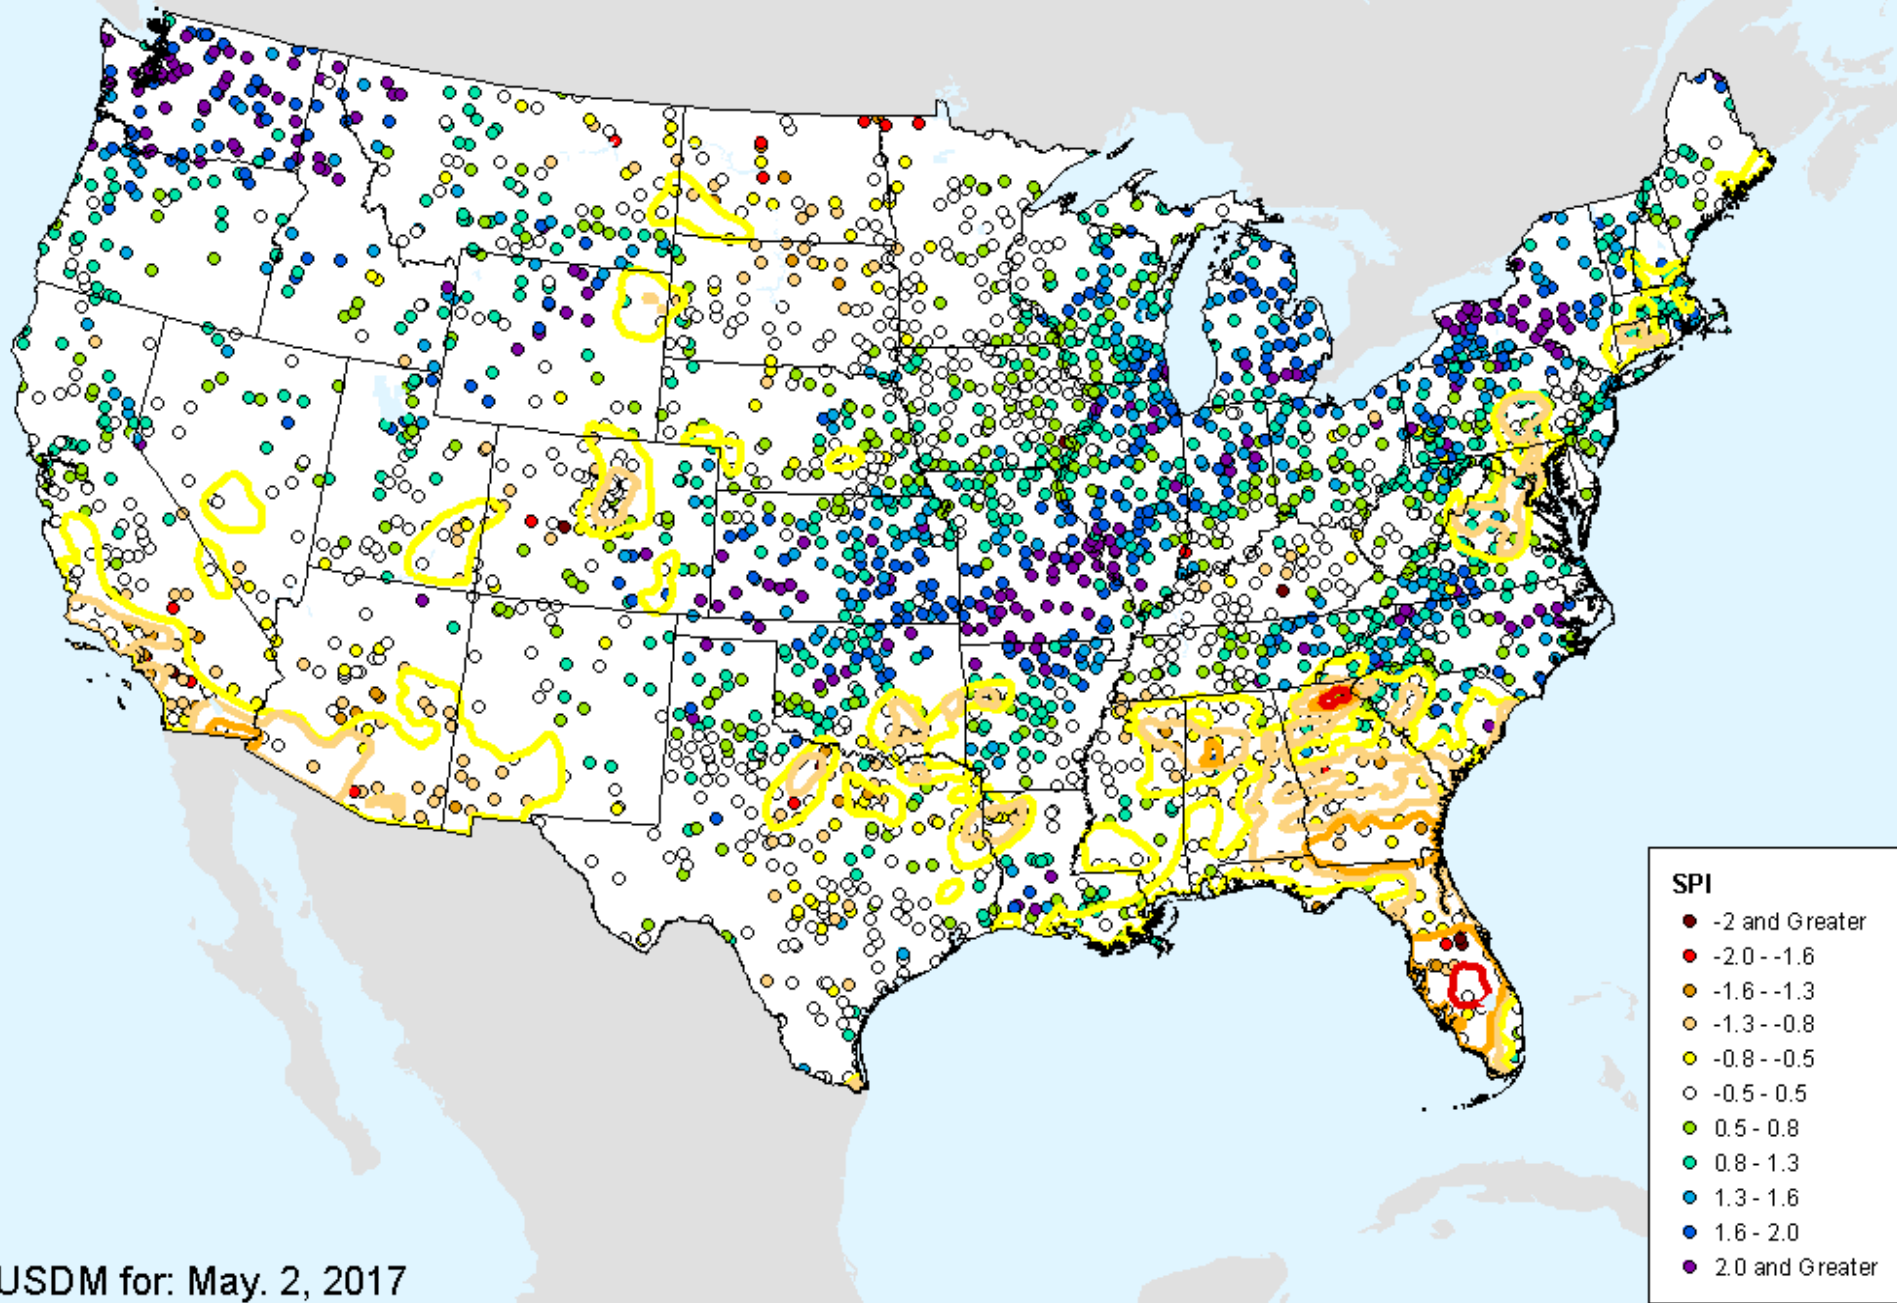 SPI
-2 and Greater
-2.0 - -1.6
-1.6 - -1.3
-1.3 - -0.8
-0.8 - -0.5
-0.5 - 0.5
0.5 - 0.8
0.8 - 1.3
1.3 - 1.6
1.6 - 2.0
2.0 and Greater
USDM for: May. 2, 2017